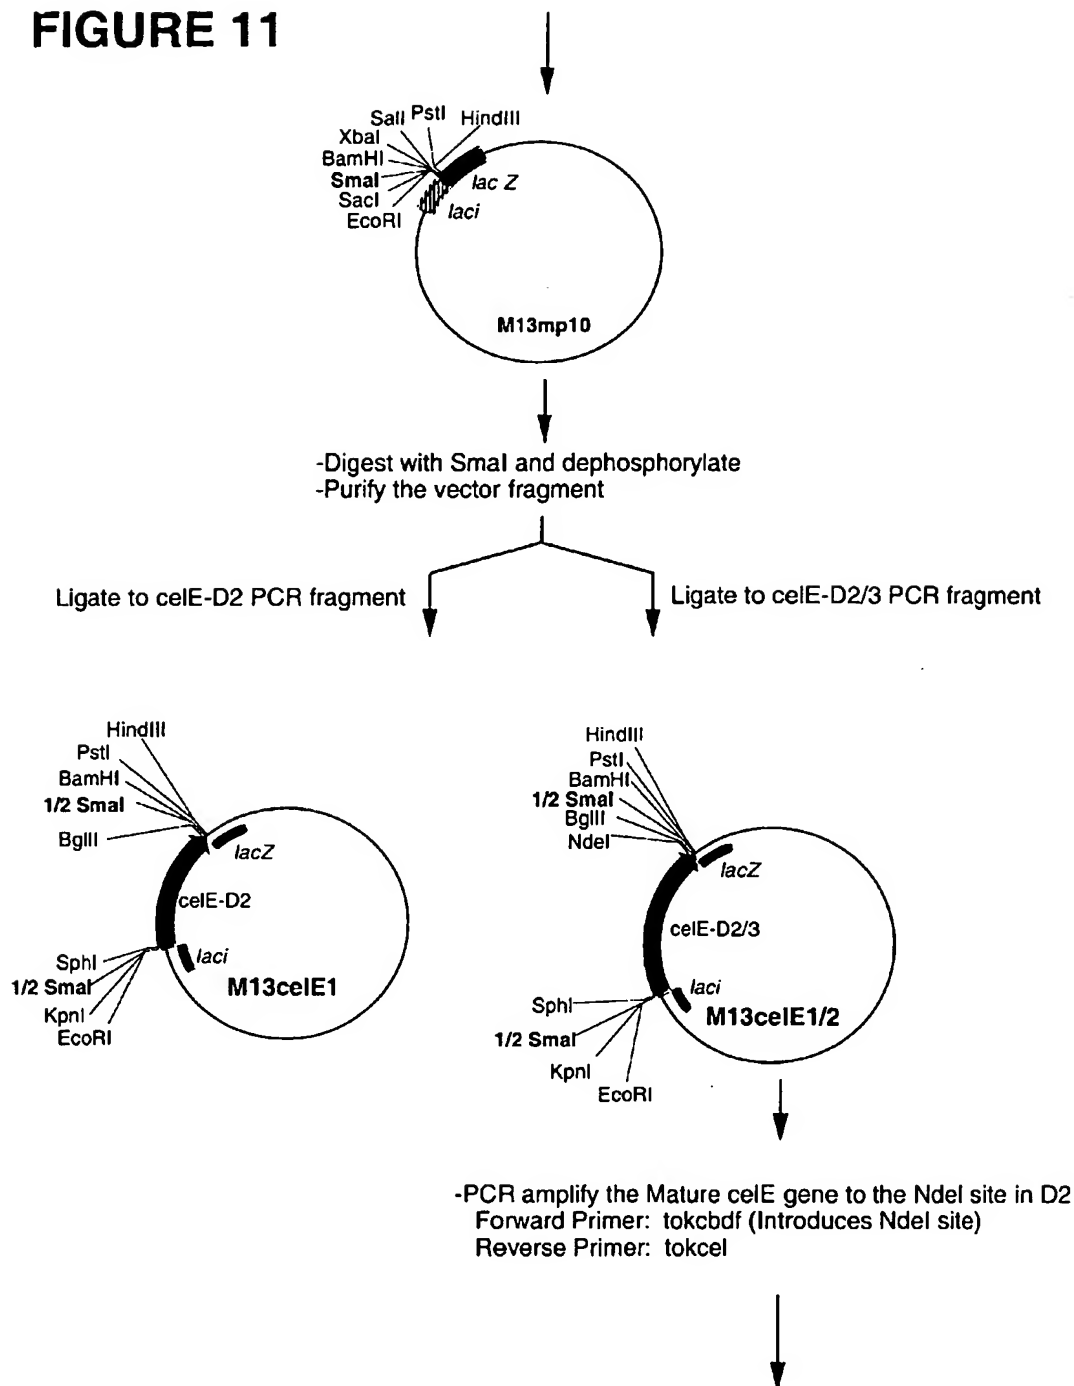 FIGURE 11
SalI PstI HindIII
XbaI
BamHI
SmaI
SacI
EcoRI
lac Z
laci
M13mp10
-Digest with SmaI and dephosphorylate
-Purify the vector fragment
Ligate to celE-D2 PCR fragment
Ligate to celE-D2/3 PCR fragment
HindIII
PstI
BamHI
1/2 SmaI
BglII
lacZ
celE-D2
laci
SphI
1/2 SmaI
KpnI
EcoRI
M13celE1
HindIII
PstI
BamHI
1/2 SmaI
BglII
NdeI
lacZ
celE-D2/3
laci
SphI
1/2 SmaI
KpnI
EcoRI
M13celE1/2
-PCR amplify the Mature celE gene to the NdeI site in D2
Forward Primer: tokcbdf (Introduces NdeI site)
Reverse Primer: tokcel